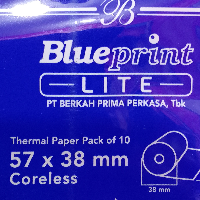 B
Blueprint
LITE
PT BERKAH PRIMA PERKASA, Tbk
Thermal Paper Pack of 10
57 x 38 mm
Coreless
38 mm